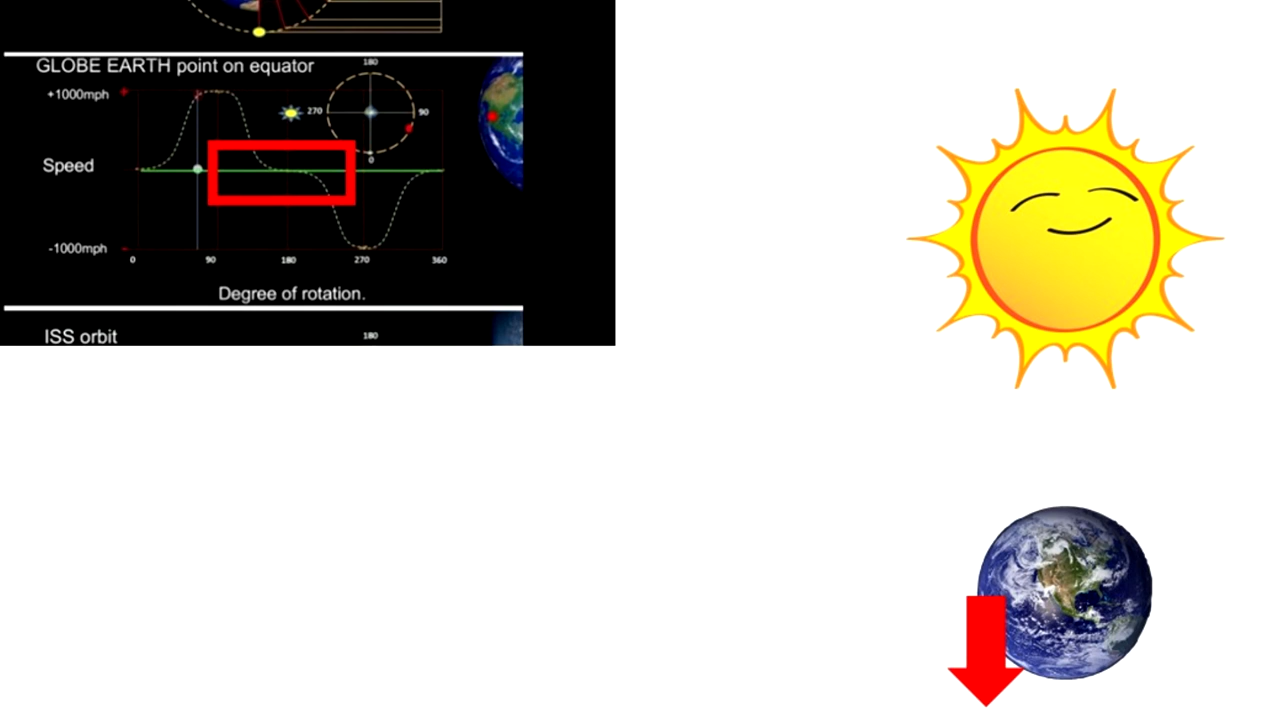 GLOBE EARTH point on equator
180
+1000mph
270
90
0
Speed
-1000mph
0
90
180
270
360
Degree of rotation.
ISS orbit
180